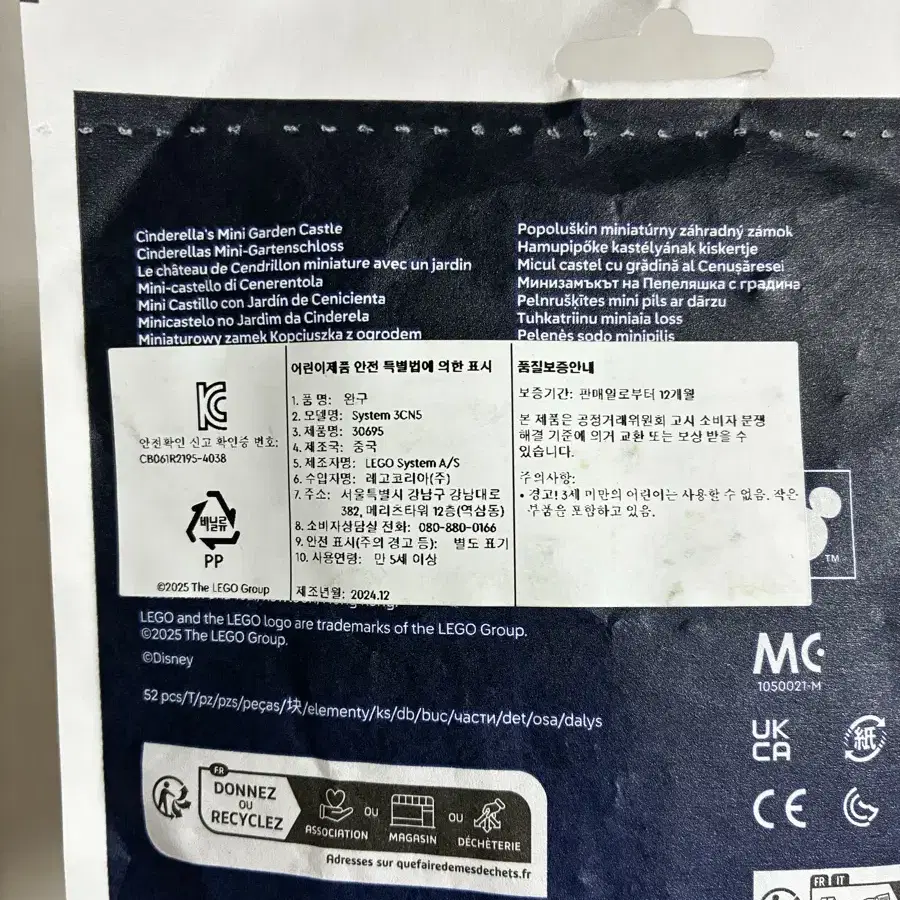 Cinderella's Mini Garden Castle
Cinderellas Mini-Gartenschloss
Le château de Cendrillon miniature avec un jardin
Mini-castello di Cenerentola
Mini Castillo con Jardín de Cenicienta
Minicastelo no Jardim da Cinderela
Miniaturowy zamek Kopciuszka z ogrodem
Popoluškin miniatúrny záhradný zámok
Hamupipőke kastélyának kiskertje
Micul castel cu grădină al Cenușăresei
Минизамъкът на Пепеляшка с градина
Pelnrušķītes mini pils ar dārzu
Tuhkatriinu miniaia loss
Pelenės sodo minipilis
안전확인 신고 확인증 번호:
CB061R2195-4038
비닐류
PP
©2025 The LEGO Group
어린이제품 안전 특별법에 의한 표시
1. 품 명: 완구
2. 모델명: System 3CN5
3. 제품명: 30695
4. 제조국: 중국
5. 제조자명: LEGO System A/S
6. 수입자명: 레고코리아(주)
7. 주소: 서울특별시 강남구 강남대로
382, 메리츠타워 12층(역삼동)
8. 소비자상담실 전화: 080-880-0166
9. 안전 표시(주의 경고 등): 별도 표기
10. 사용연령: 만 5세 이상
제조년월: 2024.12
품질보증안내
보증기간: 판매일로부터 12개월
본 제품은 공정거래위원회 고시 소비자 분쟁
해결 기준에 의거 교환 또는 보상 받을 수
있습니다.
주의사항:
• 경고! 3세 미만의 어린이는 사용할 수 없음. 작은
부품을 포함하고 있음.
TM
LEGO and the LEGO logo are trademarks of the LEGO Group.
©2025 The LEGO Group.
©Disney
52 pcs/T/pz/pzs/peças/块/elementy/ks/db/buc/части/det/osa/dalys
1050021-M
UK
CA
紙
CE
FR
DONNEZ
OU
RECYCLEZ
ASSOCIATION
OU
MAGASIN
OU
DÉCHÈTERIE
Adresses sur quefairedemesdechets.fr
FR IT